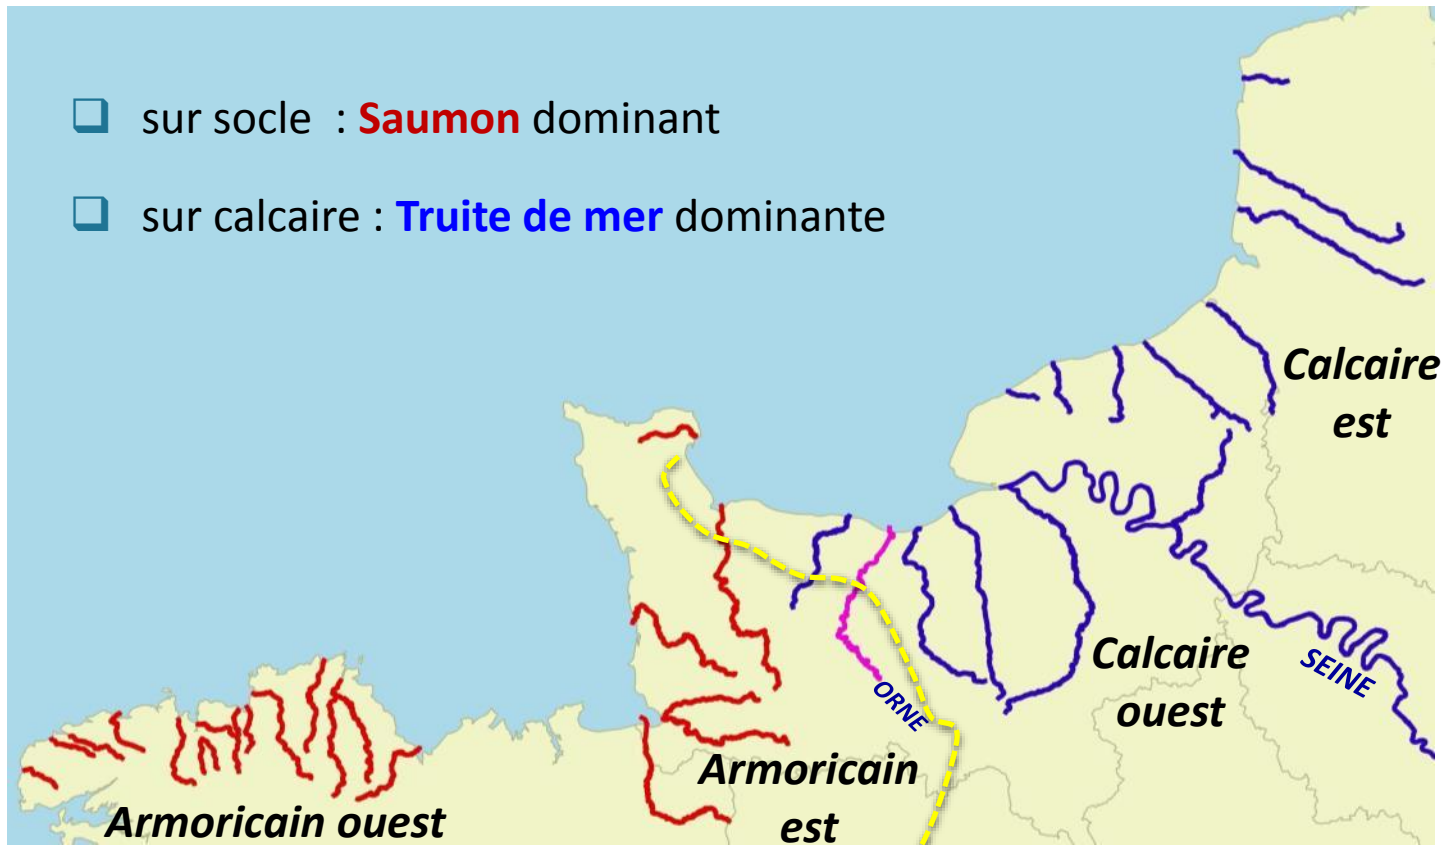 ❑ sur socle : Saumon dominant
❑ sur calcaire : Truite de mer dominante
Calcaire
est
Calcaire
ouest
SEINE
ORNE
Armoricain
est
Armoricain ouest